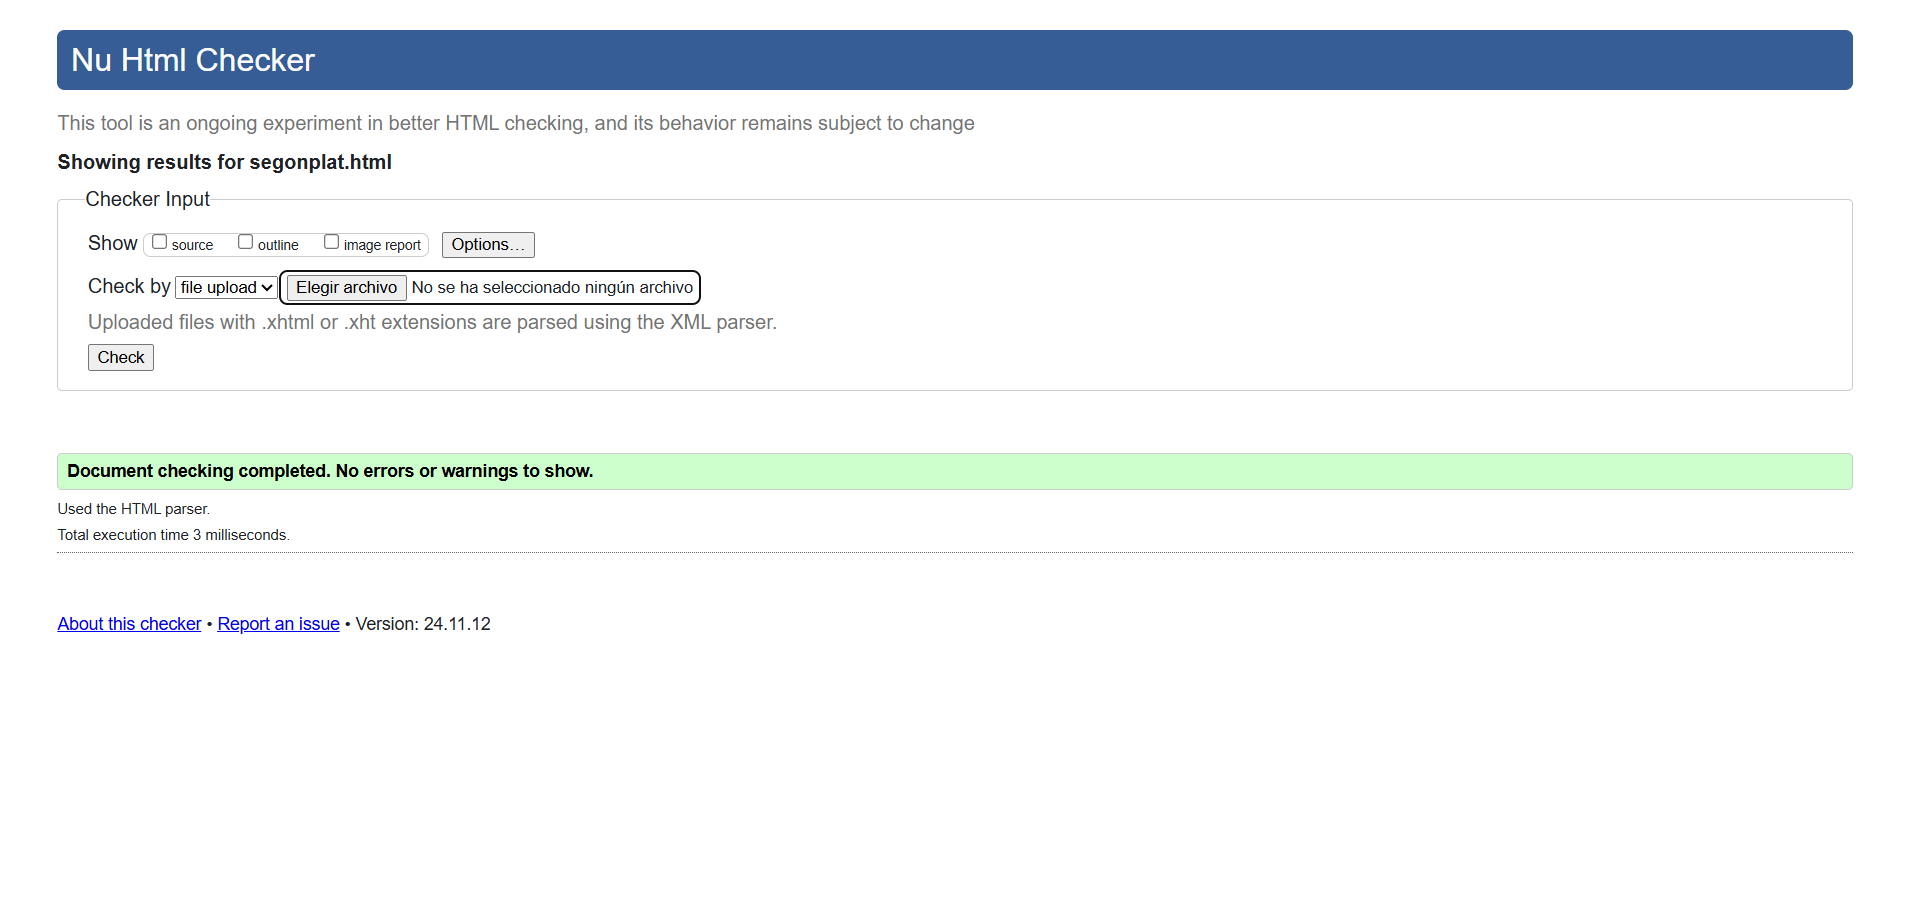 Nu Html Checker
This tool is an ongoing experiment in better HTML checking, and its behavior remains subject to change
Showing results for segonplat.html
Checker Input
Show source outline image report Options...
Check by file upload Elegir archivo No se ha seleccionado ningún archivo
Uploaded files with .xhtml or .xht extensions are parsed using the XML parser.
Check
Document checking completed. No errors or warnings to show.
Used the HTML parser.
Total execution time 3 milliseconds.
About this checker • Report an issue • Version: 24.11.12